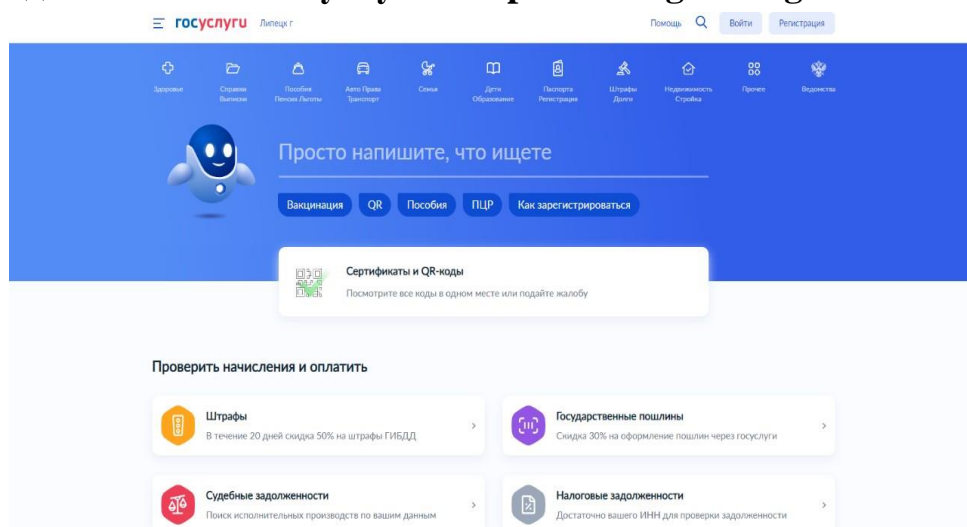 госуслуги Липецк г Помощь Войти Регистрация
Здоровье Справки Пособия Авто Права Семья Дети Паспорта Штрафы Недвижимость Прочее Ведомства
Выписки Пенсии Льготы Транспорт Образование Регистрация Долги Стройка
Просто напишите, что ищете
Вакцинация QR Пособия ПЦР Как зарегистрироваться
Сертификаты и QR-коды
Посмотрите все коды в одном месте или подайте жалобу
Проверить начисления и оплатить
Штрафы Государственные пошлины
В течение 20 дней скидка 50% на штрафы ГИБДД Скидка 30% на оформление пошлин через госуслуги
Судебные задолженности Налоговые задолженности
Поиск исполнительных производств по вашим данным Достаточно вашего ИНН для проверки задолженности